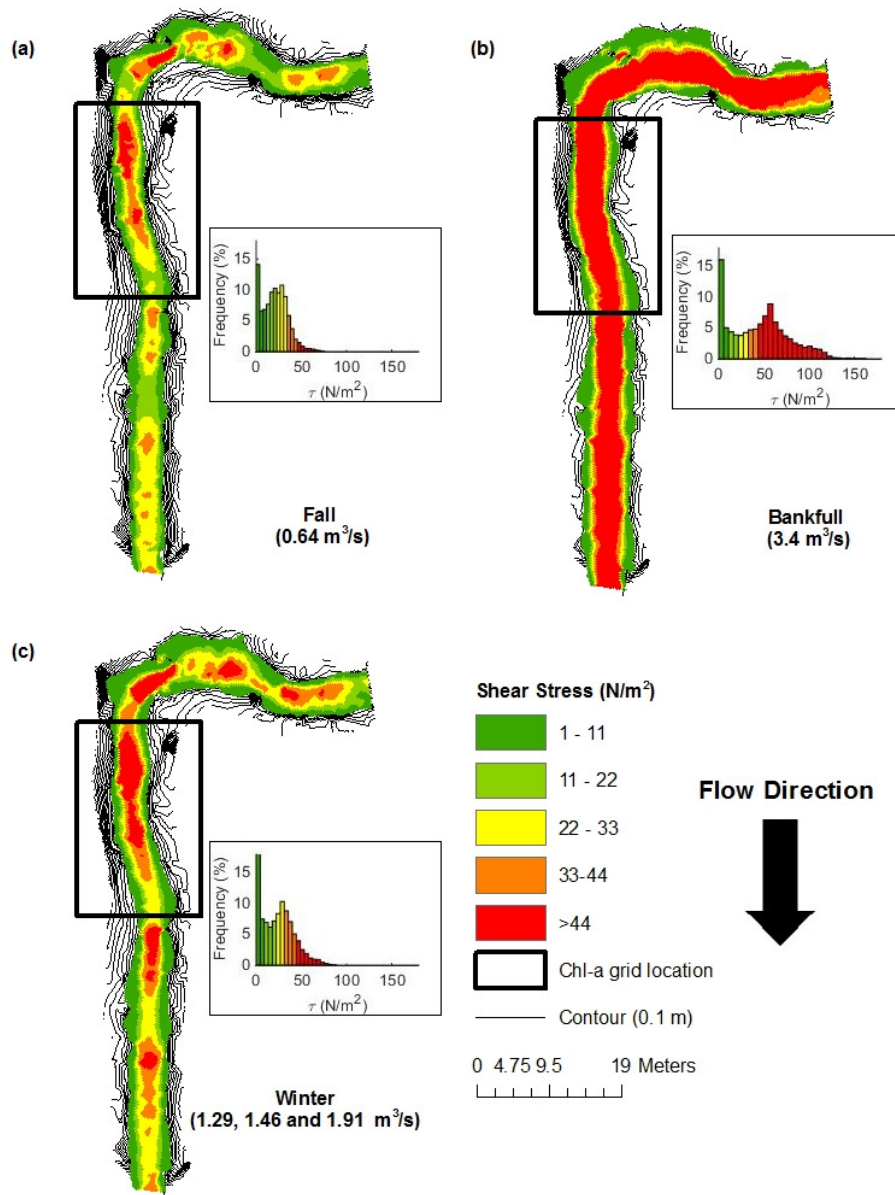 (a)
Frequency (%)
15
10
5
0
0 50 100 150
τ (N/m²)
Fall
(0.64 m³/s)
(b)
Frequency (%)
15
10
5
0
0 50 100 150
τ (N/m²)
Bankfull
(3.4 m³/s)
(c)
Frequency (%)
15
10
5
0
0 50 100 150
τ (N/m²)
Winter
(1.29, 1.46 and 1.91 m³/s)
Shear Stress (N/m²)
1 - 11
11 - 22
22 - 33
33-44
>44
Chl-a grid location
Contour (0.1 m)
0 4.75 9.5 19 Meters
Flow Direction